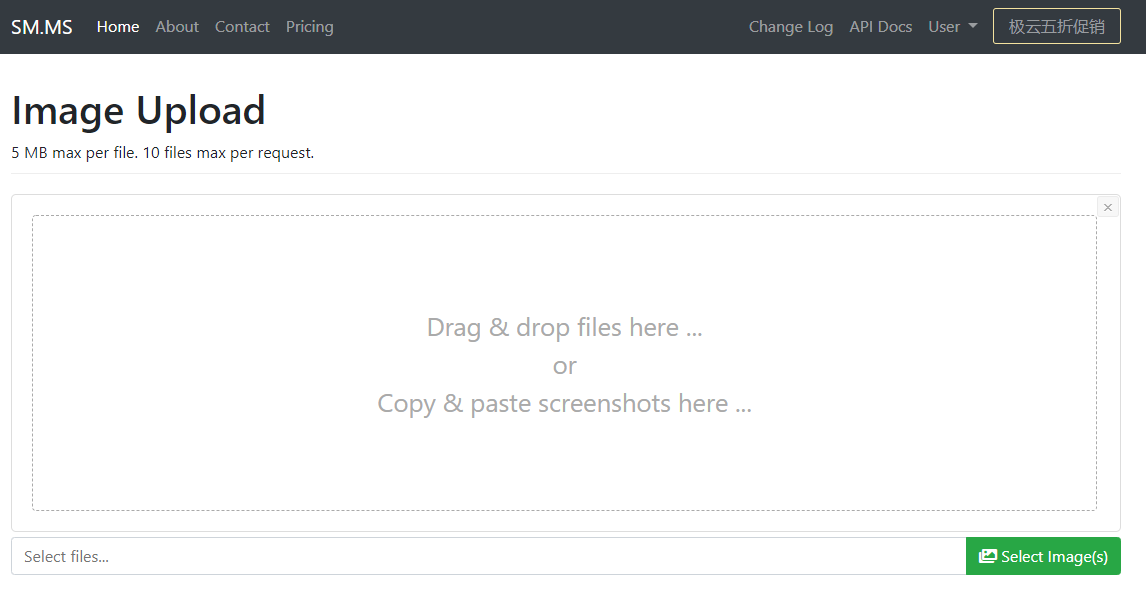 SM.MS Home About Contact Pricing Change Log API Docs User 极云五折促销
Image Upload
5 MB max per file. 10 files max per request.
×
Drag & drop files here ...
or
Copy & paste screenshots here ...
Select files... Select Image(s)